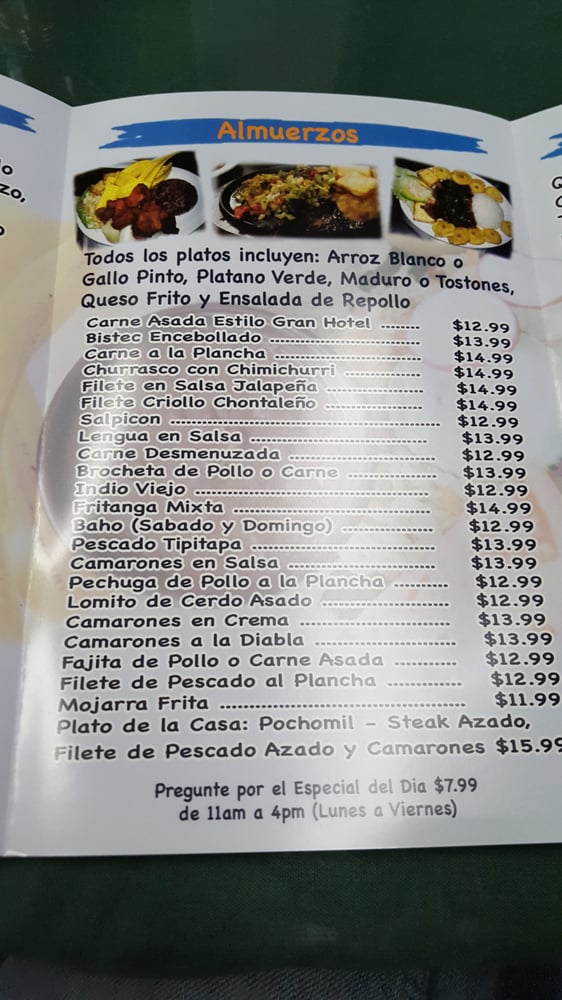 Almuerzos
Todos los platos incluyen: Arroz Blanco o
Gallo Pinto, Platano Verde, Maduro o Tostones,
Queso Frito y Ensalada de Repollo
Carne Asada Estilo Gran Hotel ........ $12.99
Bistec Encebollado ........ $13.99
Carne a la Plancha ........ $14.99
Churrasco con Chimichurri ........ $14.99
Filete en Salsa Jalapeña ........ $14.99
Filete Criollo Chontaleño ........ $14.99
Salpicon ........ $12.99
Lengua en Salsa ........ $13.99
Carne Desmenuzada ........ $12.99
Brocheta de Pollo o Carne ........ $13.99
Indio Viejo ........ $12.99
Fritanga Mixta ........ $14.99
Baho (Sabado y Domingo) ........ $12.99
Pescado Tipitapa ........ $13.99
Camarones en Salsa ........ $13.99
Pechuga de Pollo a la Plancha ........ $12.99
Lomito de Cerdo Asado ........ $12.99
Camarones en Crema ........ $13.99
Camarones a la Diabla ........ $13.99
Fajita de Pollo o Carne Asada ........ $12.99
Filete de Pescado al Plancha ........ $12.99
Mojarra Frita ........ $11.99
Plato de la Casa: Pochomil – Steak Azado,
Filete de Pescado Azado y Camarones $15.99
Pregunte por el Especial del Dia $7.99
de 11am a 4pm (Lunes a Viernes)